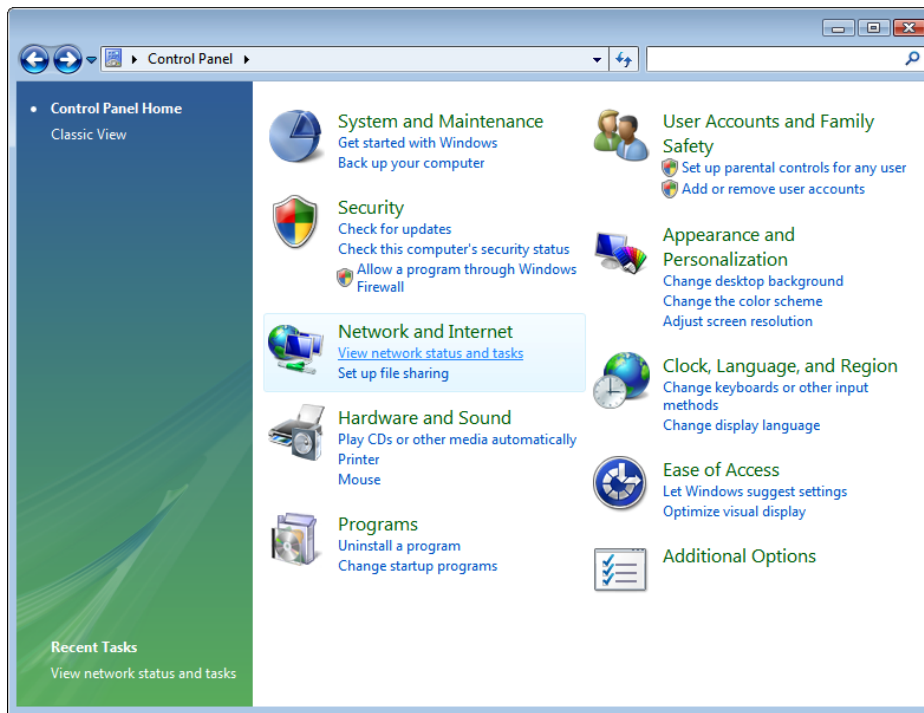 Control Panel
Control Panel Home
Classic View
Recent Tasks
View network status and tasks
System and Maintenance
Get started with Windows
Back up your computer
Security
Check for updates
Check this computer's security status
Allow a program through Windows
Firewall
Network and Internet
View network status and tasks
Set up file sharing
Hardware and Sound
Play CDs or other media automatically
Printer
Mouse
Programs
Uninstall a program
Change startup programs
User Accounts and Family
Safety
Set up parental controls for any user
Add or remove user accounts
Appearance and
Personalization
Change desktop background
Change the color scheme
Adjust screen resolution
Clock, Language, and Region
Change keyboards or other input
methods
Change display language
Ease of Access
Let Windows suggest settings
Optimize visual display
Additional Options